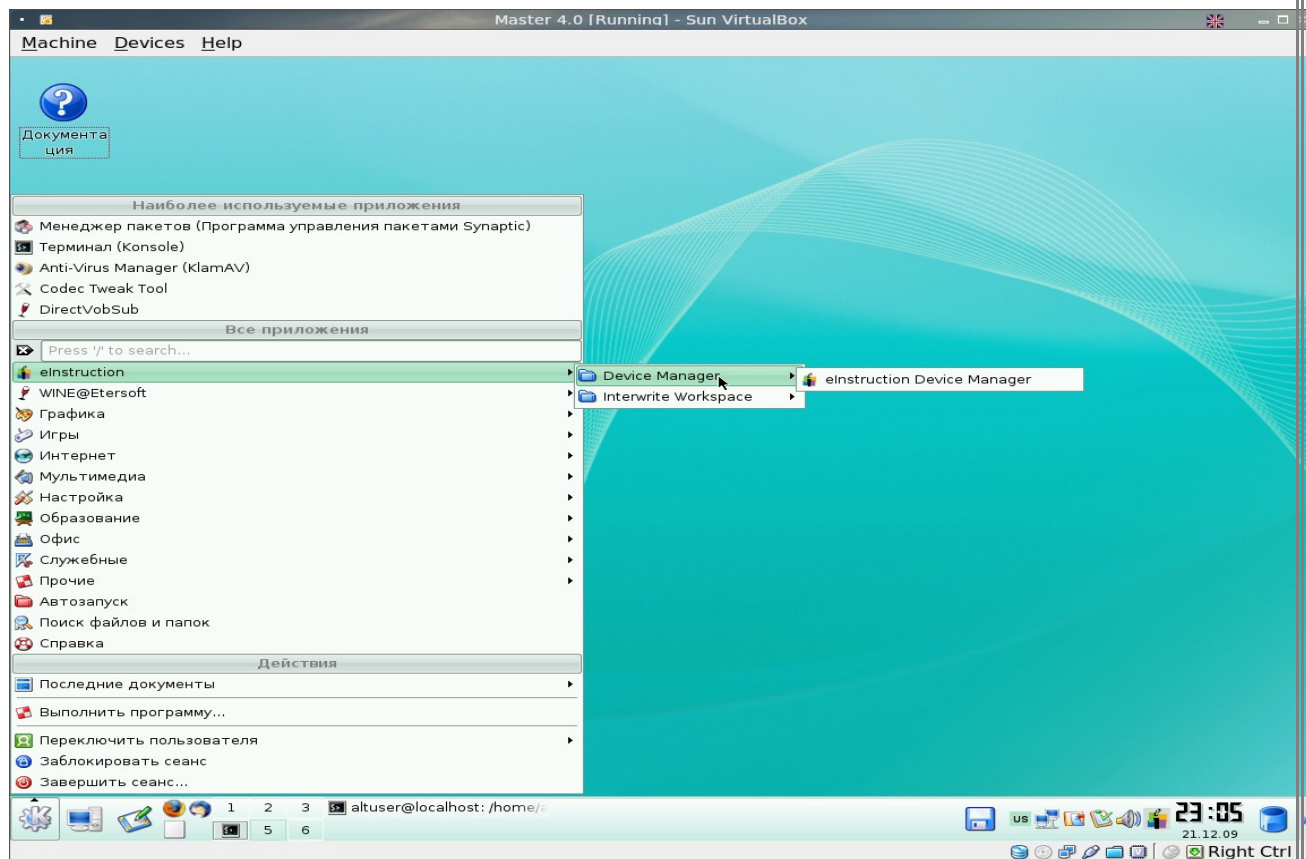 Master 4.0 [Running] - Sun VirtualBox
Machine Devices Help
Документа
ция
Наиболее используемые приложения
Менеджер пакетов (Программа управления пакетами Synaptic)
Терминал (Konsole)
Anti-Virus Manager (KlamAV)
Codec Tweak Tool
DirectVobSub
Все приложения
Press '/' to search...
eInstruction
Device Manager
eInstruction Device Manager
WINE@Etersoft
Interwrite Workspace
Графика
Игры
Интернет
Мультимедиа
Настройка
Образование
Офис
Служебные
Прочие
Автозапуск
Поиск файлов и папок
Справка
Действия
Последние документы
Выполнить программу...
Переключить пользователя
Заблокировать сеанс
Завершить сеанс...
1 2 3
5 6
altuser@localhost: /home/
us
23:05
21.12.09
Right Ctrl